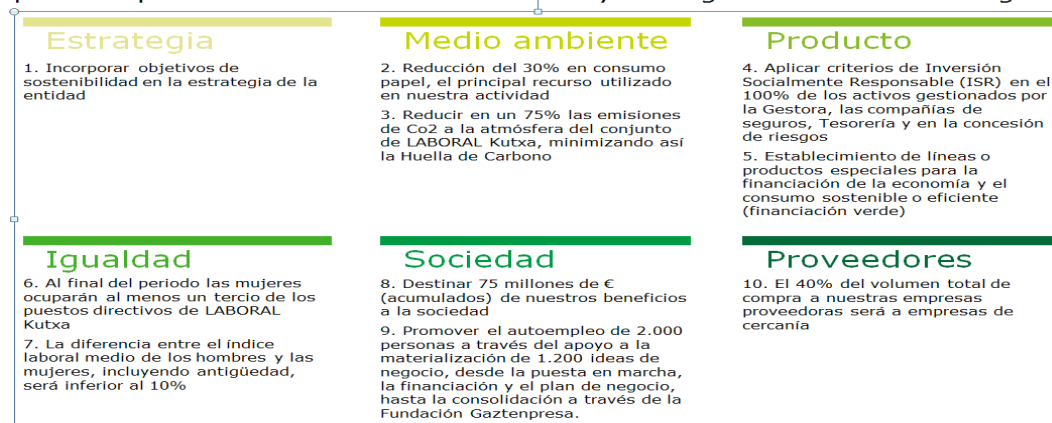 Estrategia
1. Incorporar objetivos de
sostenibilidad en la estrategia de la
entidad
Medio ambiente
2. Reducción del 30% en consumo
papel, el principal recurso utilizado
en nuestra actividad
3. Reducir en un 75% las emisiones
de Co2 a la atmósfera del conjunto
de LABORAL Kutxa, minimizando así
la Huella de Carbono
Producto
4. Aplicar criterios de Inversión
Socialmente Responsable (ISR) en el
100% de los activos gestionados por
la Gestora, las compañías de
seguros, Tesorería y en la concesión
de riesgos
5. Establecimiento de líneas o
productos especiales para la
financiación de la economía y el
consumo sostenible o eficiente
(financiación verde)
Igualdad
6. Al final del periodo las mujeres
ocuparán al menos un tercio de los
puestos directivos de LABORAL
Kutxa
7. La diferencia entre el índice
laboral medio de los hombres y las
mujeres, incluyendo antigüedad,
será inferior al 10%
Sociedad
8. Destinar 75 millones de €
(acumulados) de nuestros beneficios
a la sociedad
9. Promover el autoempleo de 2.000
personas a través del apoyo a la
materialización de 1.200 ideas de
negocio, desde la puesta en marcha,
la financiación y el plan de negocio,
hasta la consolidación a través de la
Fundación Gaztenpresa.
Proveedores
10. El 40% del volumen total de
compra a nuestras empresas
proveedoras será a empresas de
cercanía